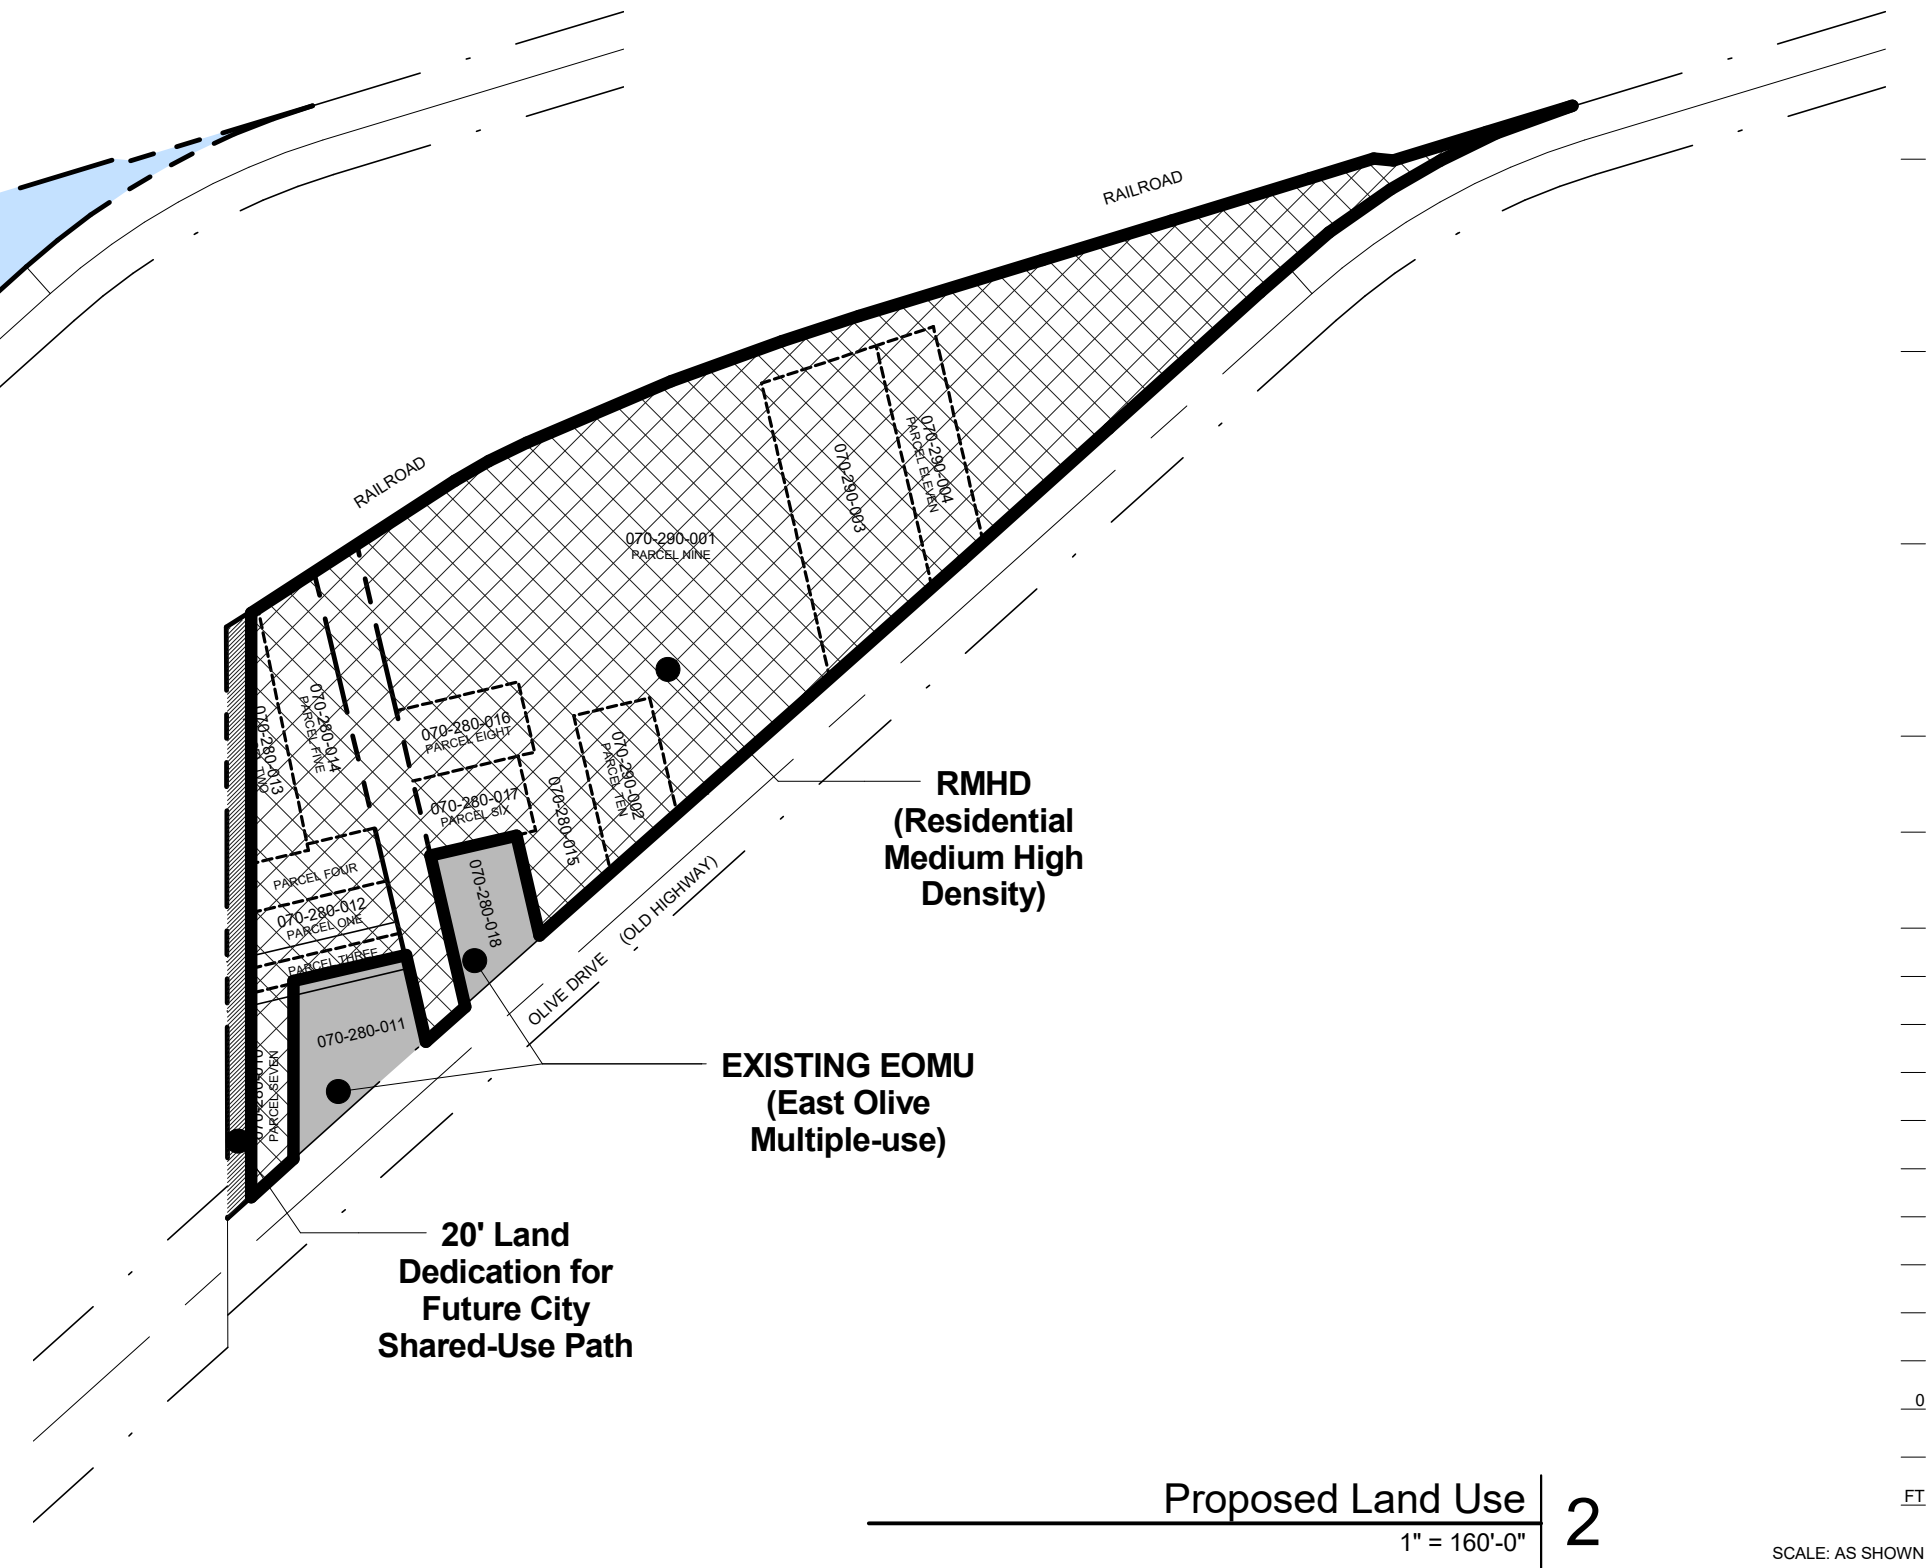 RAILROAD
RAILROAD
070-290-004
PARCEL ELEVEN
070-290-003
070-290-001
PARCEL NINE
070-280-014
PARCEL FIVE
070-280-013
TWO
070-280-016
PARCEL EIGHT
070-290-002
PARCEL TEN
070-280-017
PARCEL SIX
070-280-015
RMHD
(Residential
Medium High
Density)
PARCEL FOUR
070-280-018
070-280-012
PARCEL ONE
PARCEL THREE
OLIVE DRIVE (OLD HIGHWAY)
070-280-011
PARCEL SEVEN
EXISTING EOMU
(East Olive
Multiple-use)
20' Land
Dedication for
Future City
Shared-Use Path
0
FT
Proposed Land Use
2
1" = 160'-0"
SCALE: AS SHOWN